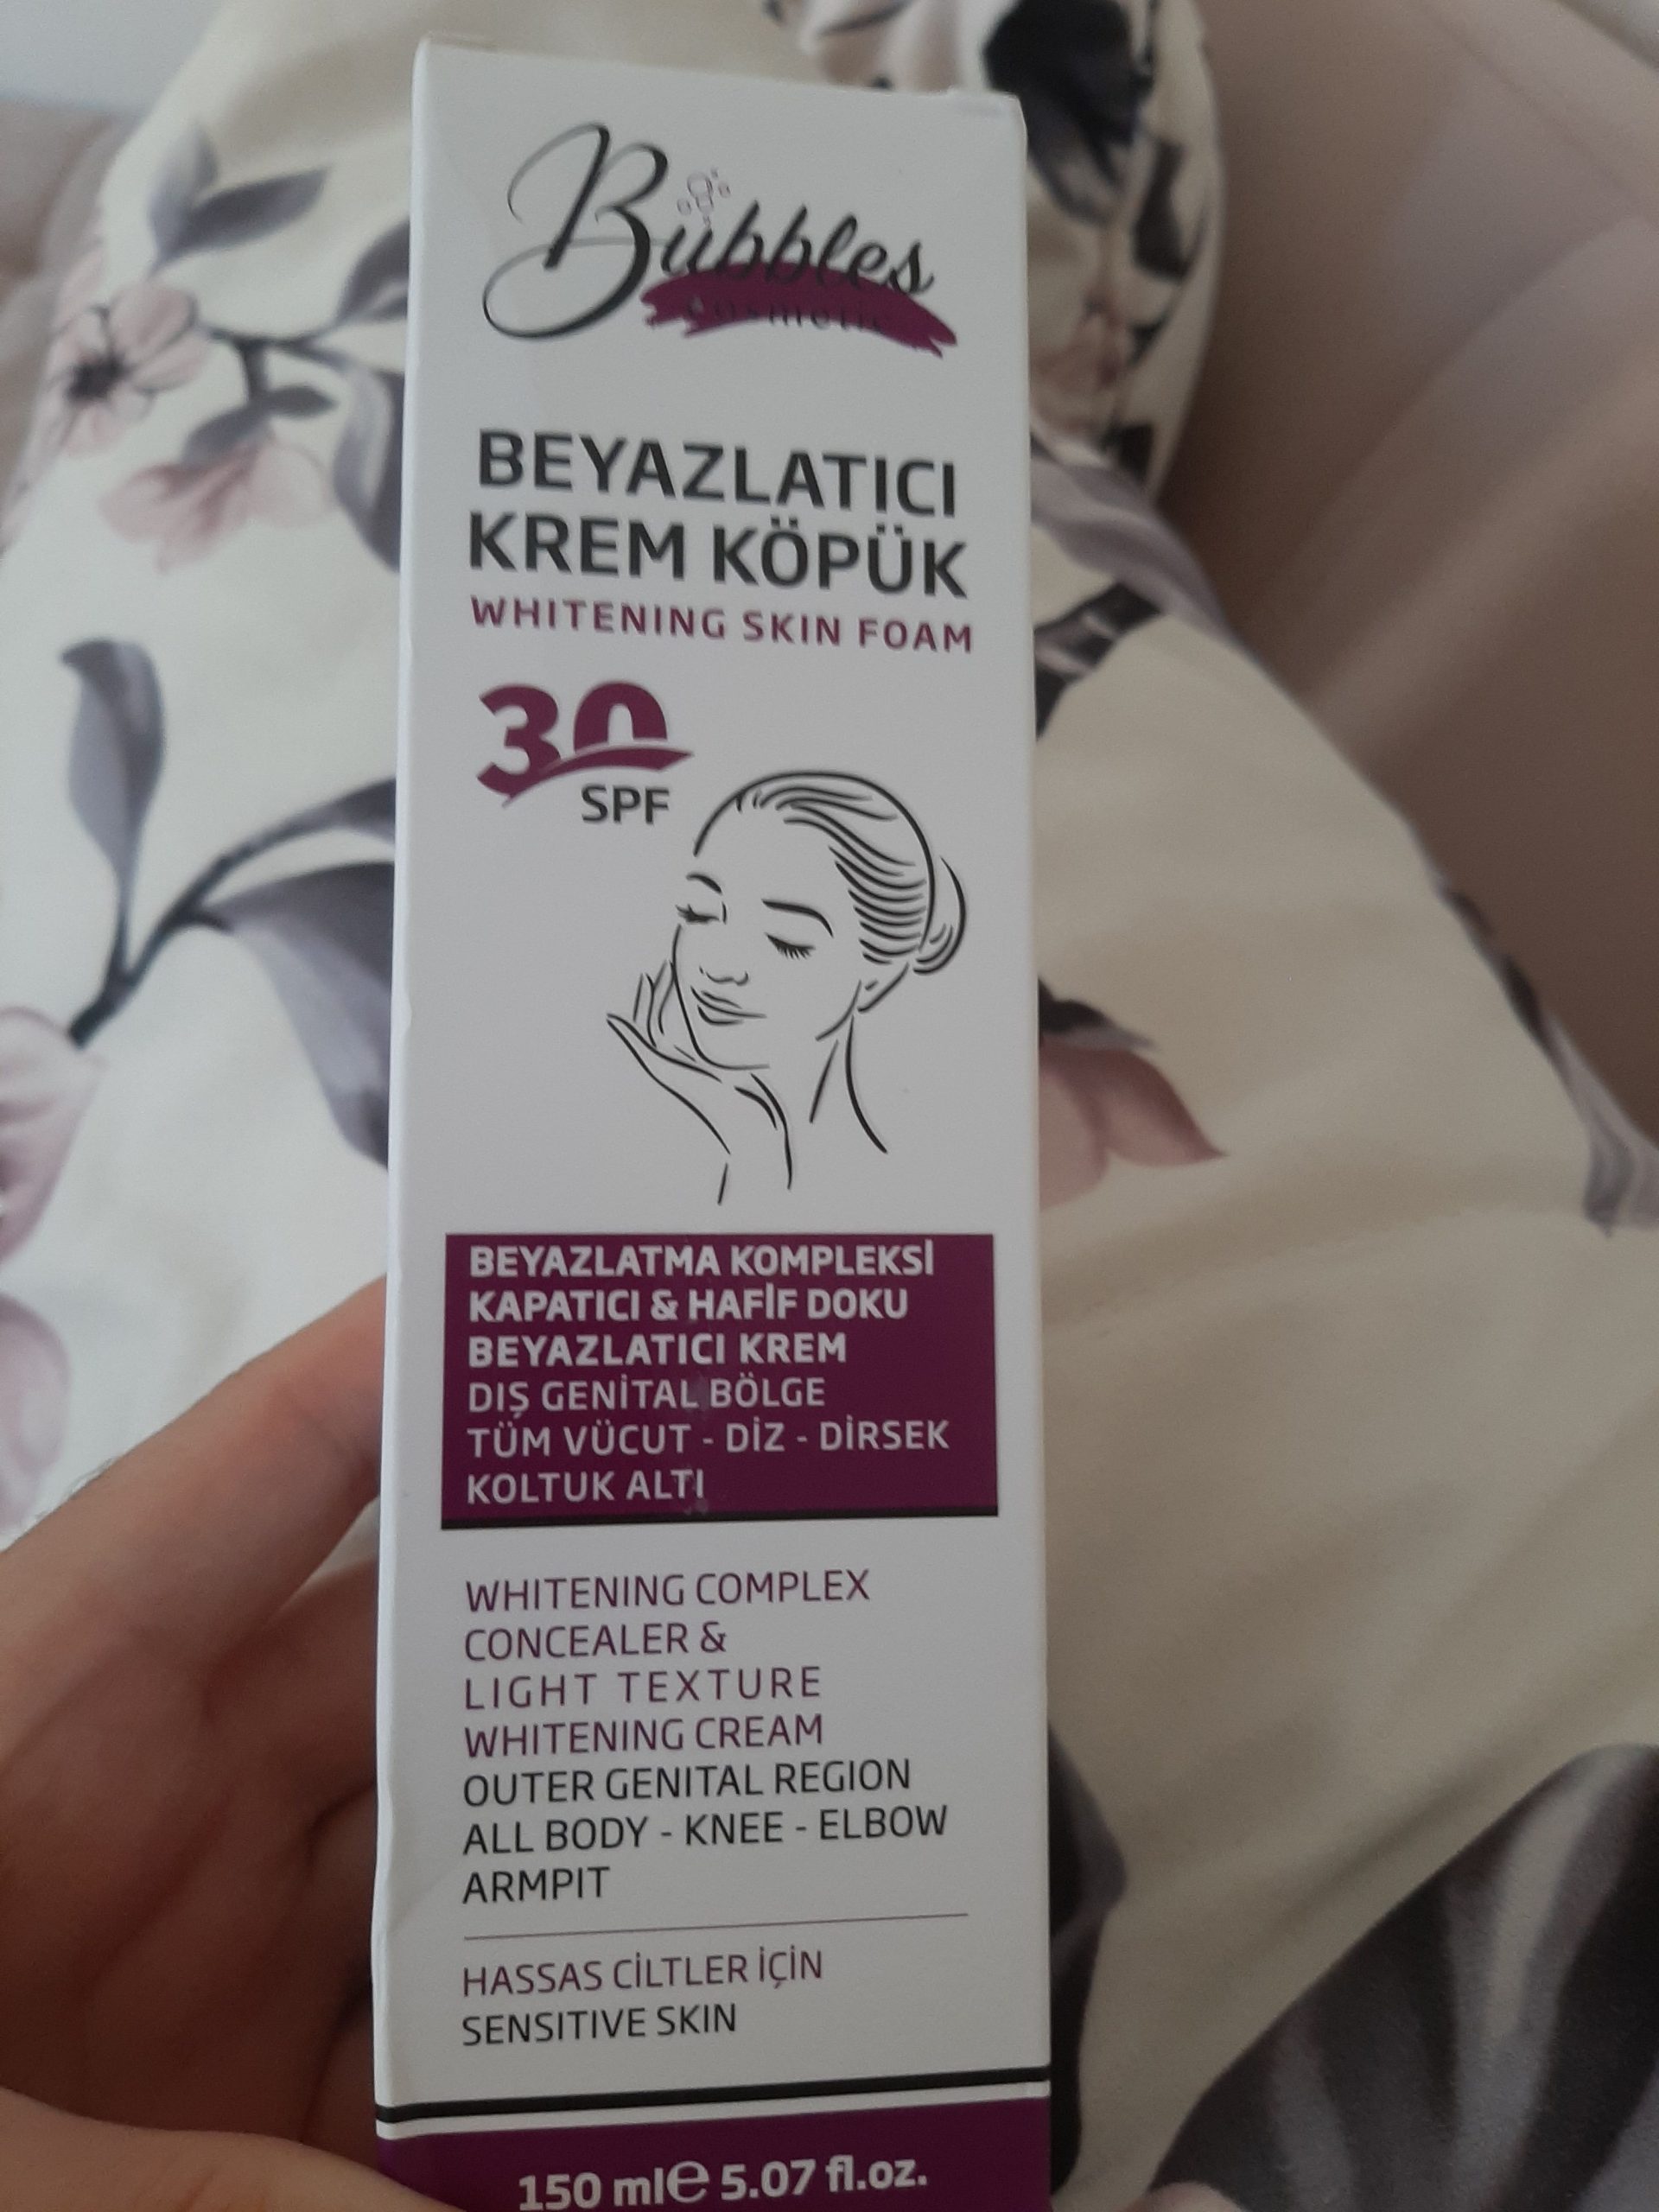 Bubbles
cosmetic
BEYAZLATICI
KREM KÖPÜK
WHITENING SKIN FOAM
30
SPF
BEYAZLATMA KOMPLEKSİ
KAPATICI & HAFİF DOKU
BEYAZLATICI KREM
DIŞ GENİTAL BÖLGE
TÜM VÜCUT - DİZ - DİRSEK
KOLTUK ALTI
WHITENING COMPLEX
CONCEALER &
LIGHT TEXTURE
WHITENING CREAM
OUTER GENITAL REGION
ALL BODY - KNEE - ELBOW
ARMPIT
HASSAS CİLTLER İÇİN
SENSITIVE SKIN
150 ml℮ 5.07 fl.oz.